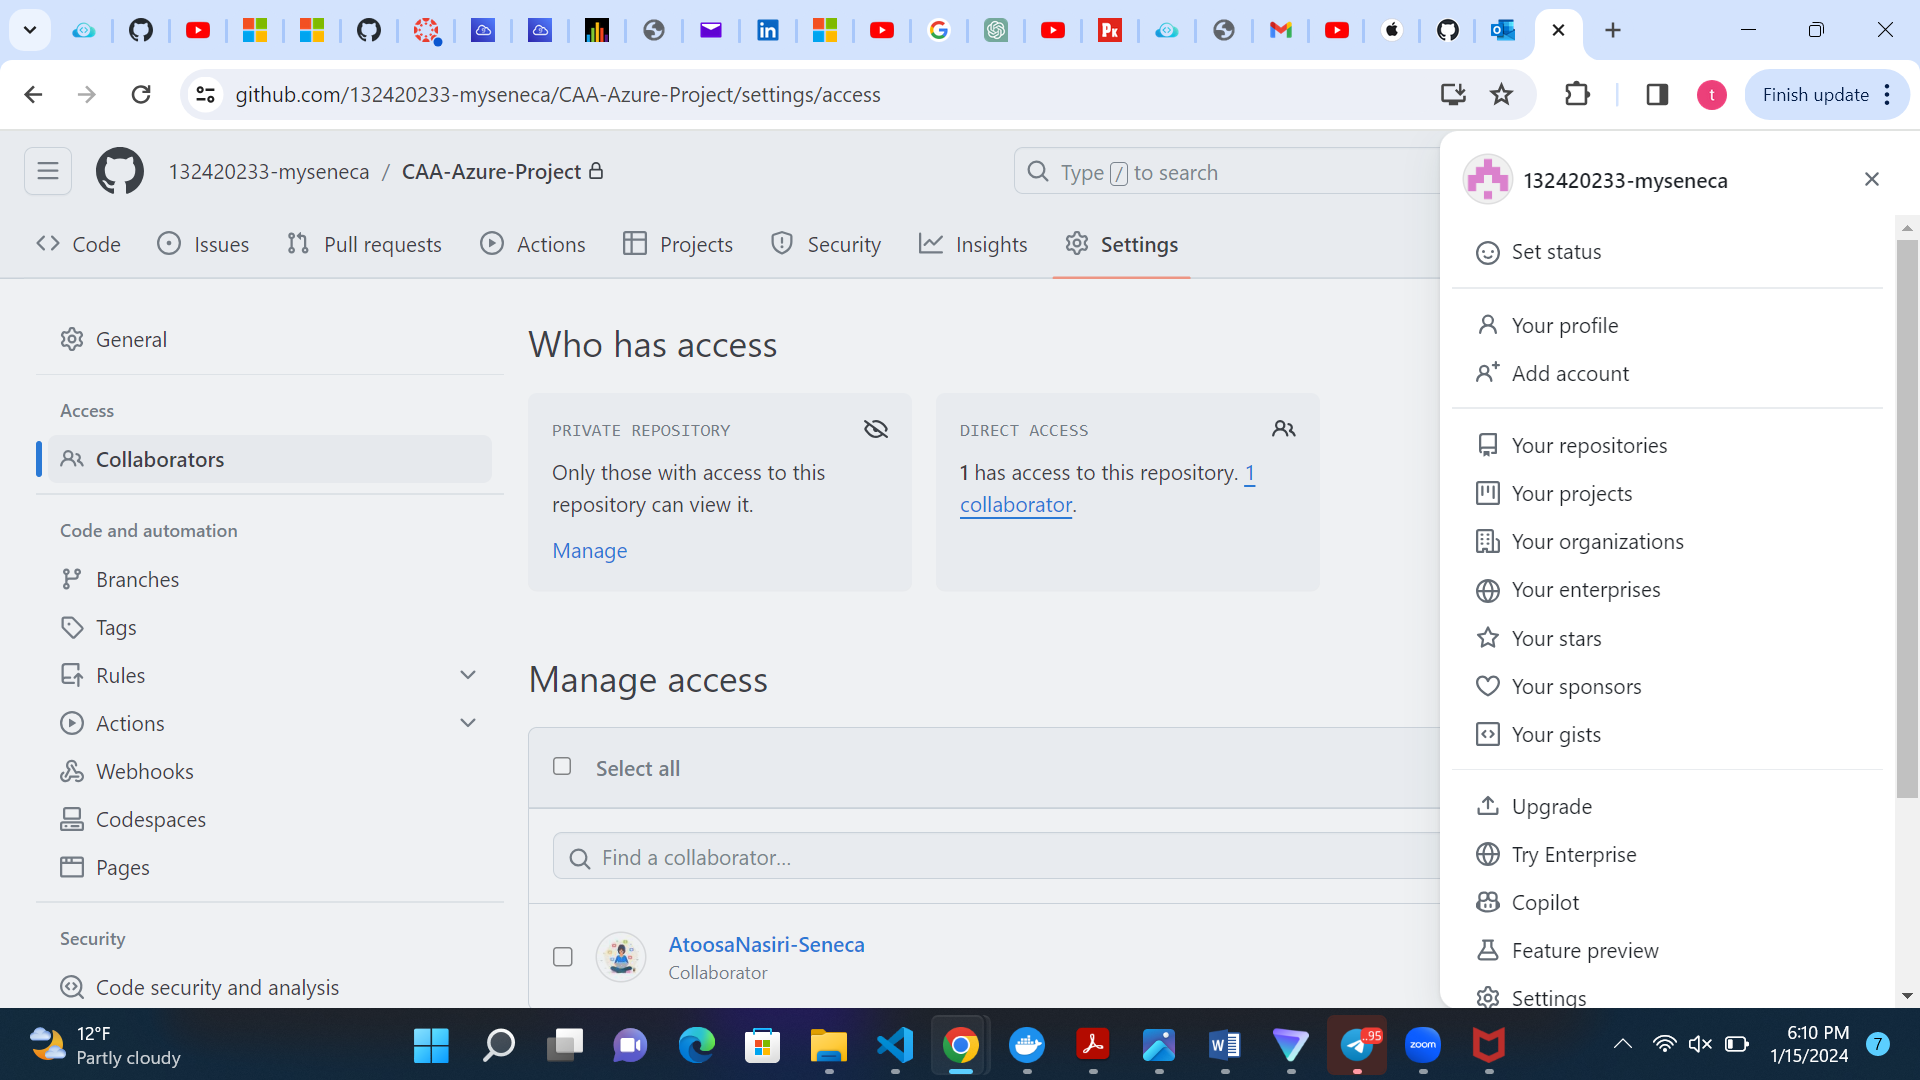 github.com/132420233-myseneca/CAA-Azure-Project/settings/access
t
Finish update
132420233-myseneca / CAA-Azure-Project
Type / to search
Code
Issues
Pull requests
Actions
Projects
Security
Insights
Settings
General
Access
Collaborators
Code and automation
Branches
Tags
Rules
Actions
Webhooks
Codespaces
Pages
Security
Code security and analysis
Who has access
PRIVATE REPOSITORY
Only those with access to this
repository can view it.
Manage
DIRECT ACCESS
1 has access to this repository. 1
collaborator.
Manage access
Select all
Find a collaborator...
AtoosaNasiri-Seneca
Collaborator
132420233-myseneca
Set status
Your profile
Add account
Your repositories
Your projects
Your organizations
Your enterprises
Your stars
Your sponsors
Your gists
Upgrade
Try Enterprise
Copilot
Feature preview
Settings
12°F
Partly cloudy
..95
zoom
6:10 PM
1/15/2024
7